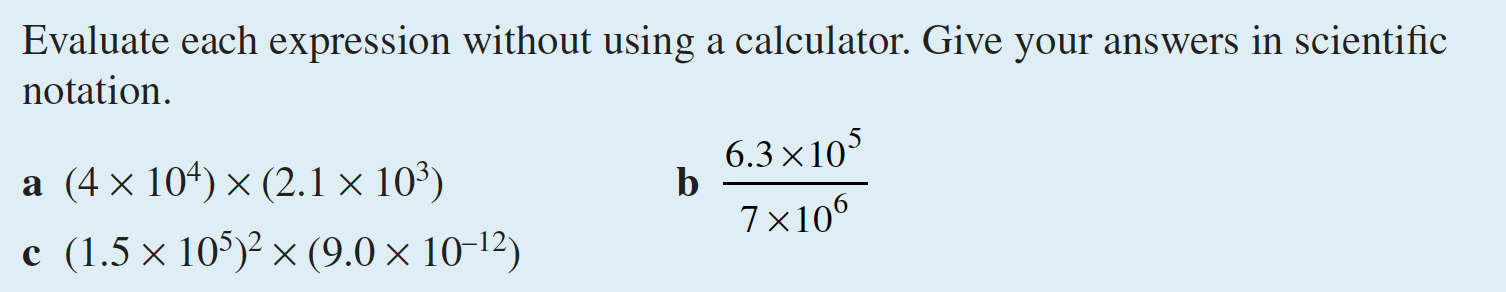 Evaluate each expression without using a calculator. Give your answers in scientific
notation.
a (4 × 10⁴) × (2.1 × 10³)
b 6.3 × 10⁵ / 7 × 10⁶
c (1.5 × 10⁵)² × (9.0 × 10⁻¹²)